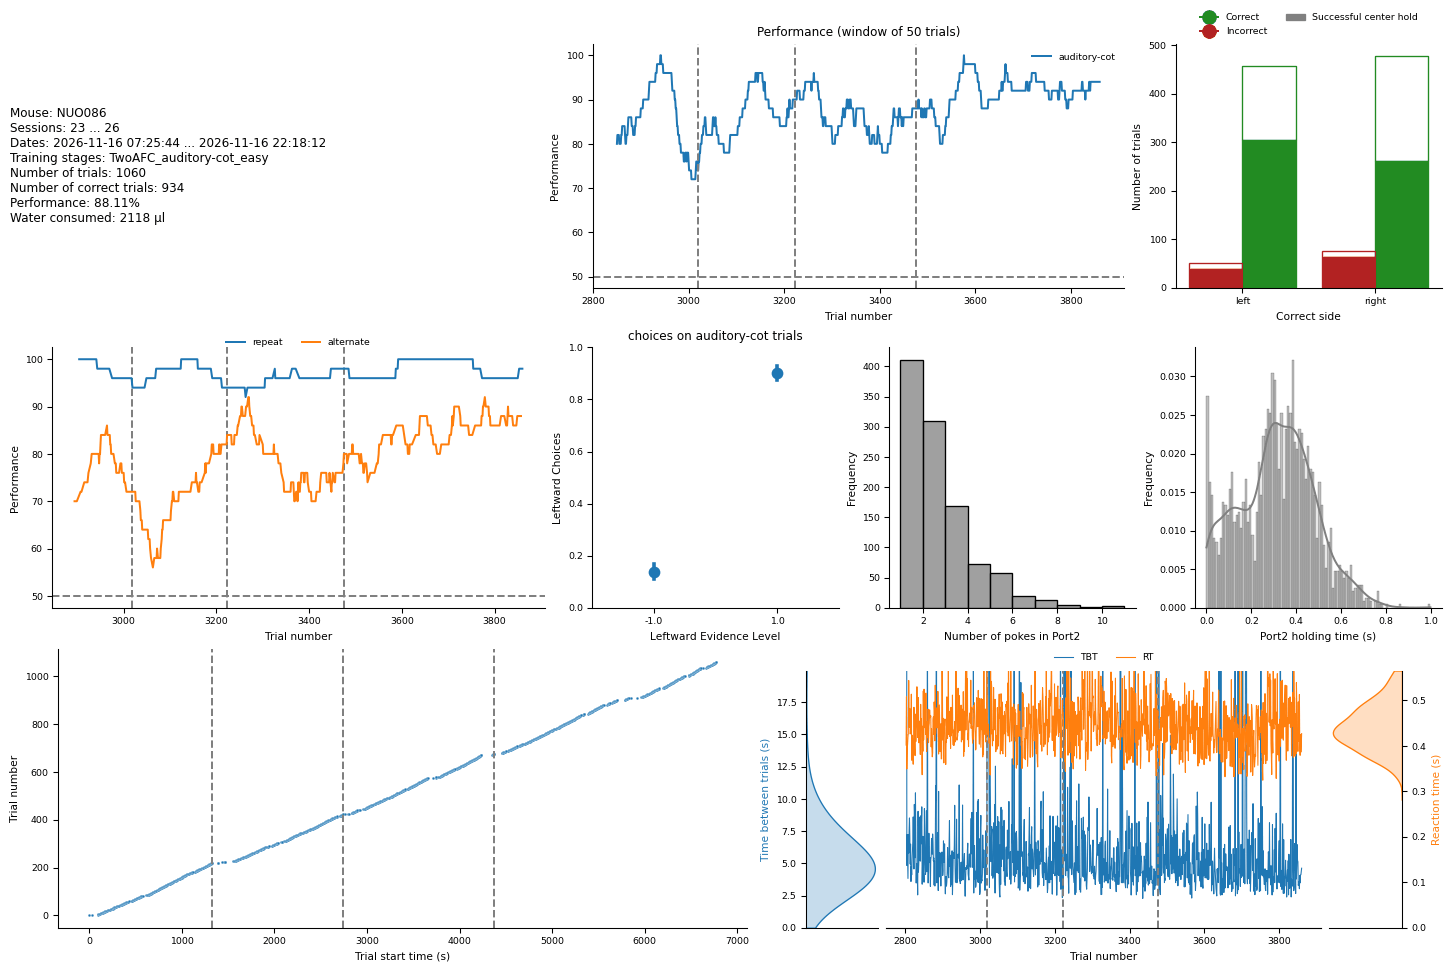 Mouse: NUO086
Sessions: 23 ... 26
Dates: 2026-11-16 07:25:44 ... 2026-11-16 22:18:12
Training stages: TwoAFC_auditory-cot_easy
Number of trials: 1060
Number of correct trials: 934
Performance: 88.11%
Water consumed: 2118 µl
Performance (window of 50 trials)
auditory-cot
Performance
100
90
80
70
60
50
2800 3000 3200 3400 3600 3800
Trial number
Correct
Incorrect
Successful center hold
Number of trials
500
400
300
200
100
0
left right
Correct side
repeat alternate
Performance
100
90
80
70
60
50
3000 3200 3400 3600 3800
Trial number
choices on auditory-cot trials
Leftward Choices
1.0
0.8
0.6
0.4
0.2
0.0
-1.0 1.0
Leftward Evidence Level
Frequency
400
350
300
250
200
150
100
50
0
2 4 6 8 10
Number of pokes in Port2
Frequency
0.030
0.025
0.020
0.015
0.010
0.005
0.000
0.0 0.2 0.4 0.6 0.8 1.0
Port2 holding time (s)
Trial number
1000
800
600
400
200
0
0 1000 2000 3000 4000 5000 6000 7000
Trial start time (s)
TBT RT
Time between trials (s)
17.5
15.0
12.5
10.0
7.5
5.0
2.5
0.0
2800 3000 3200 3400 3600 3800
Trial number
0.5
0.4
0.3
0.2
0.1
0.0
Reaction time (s)